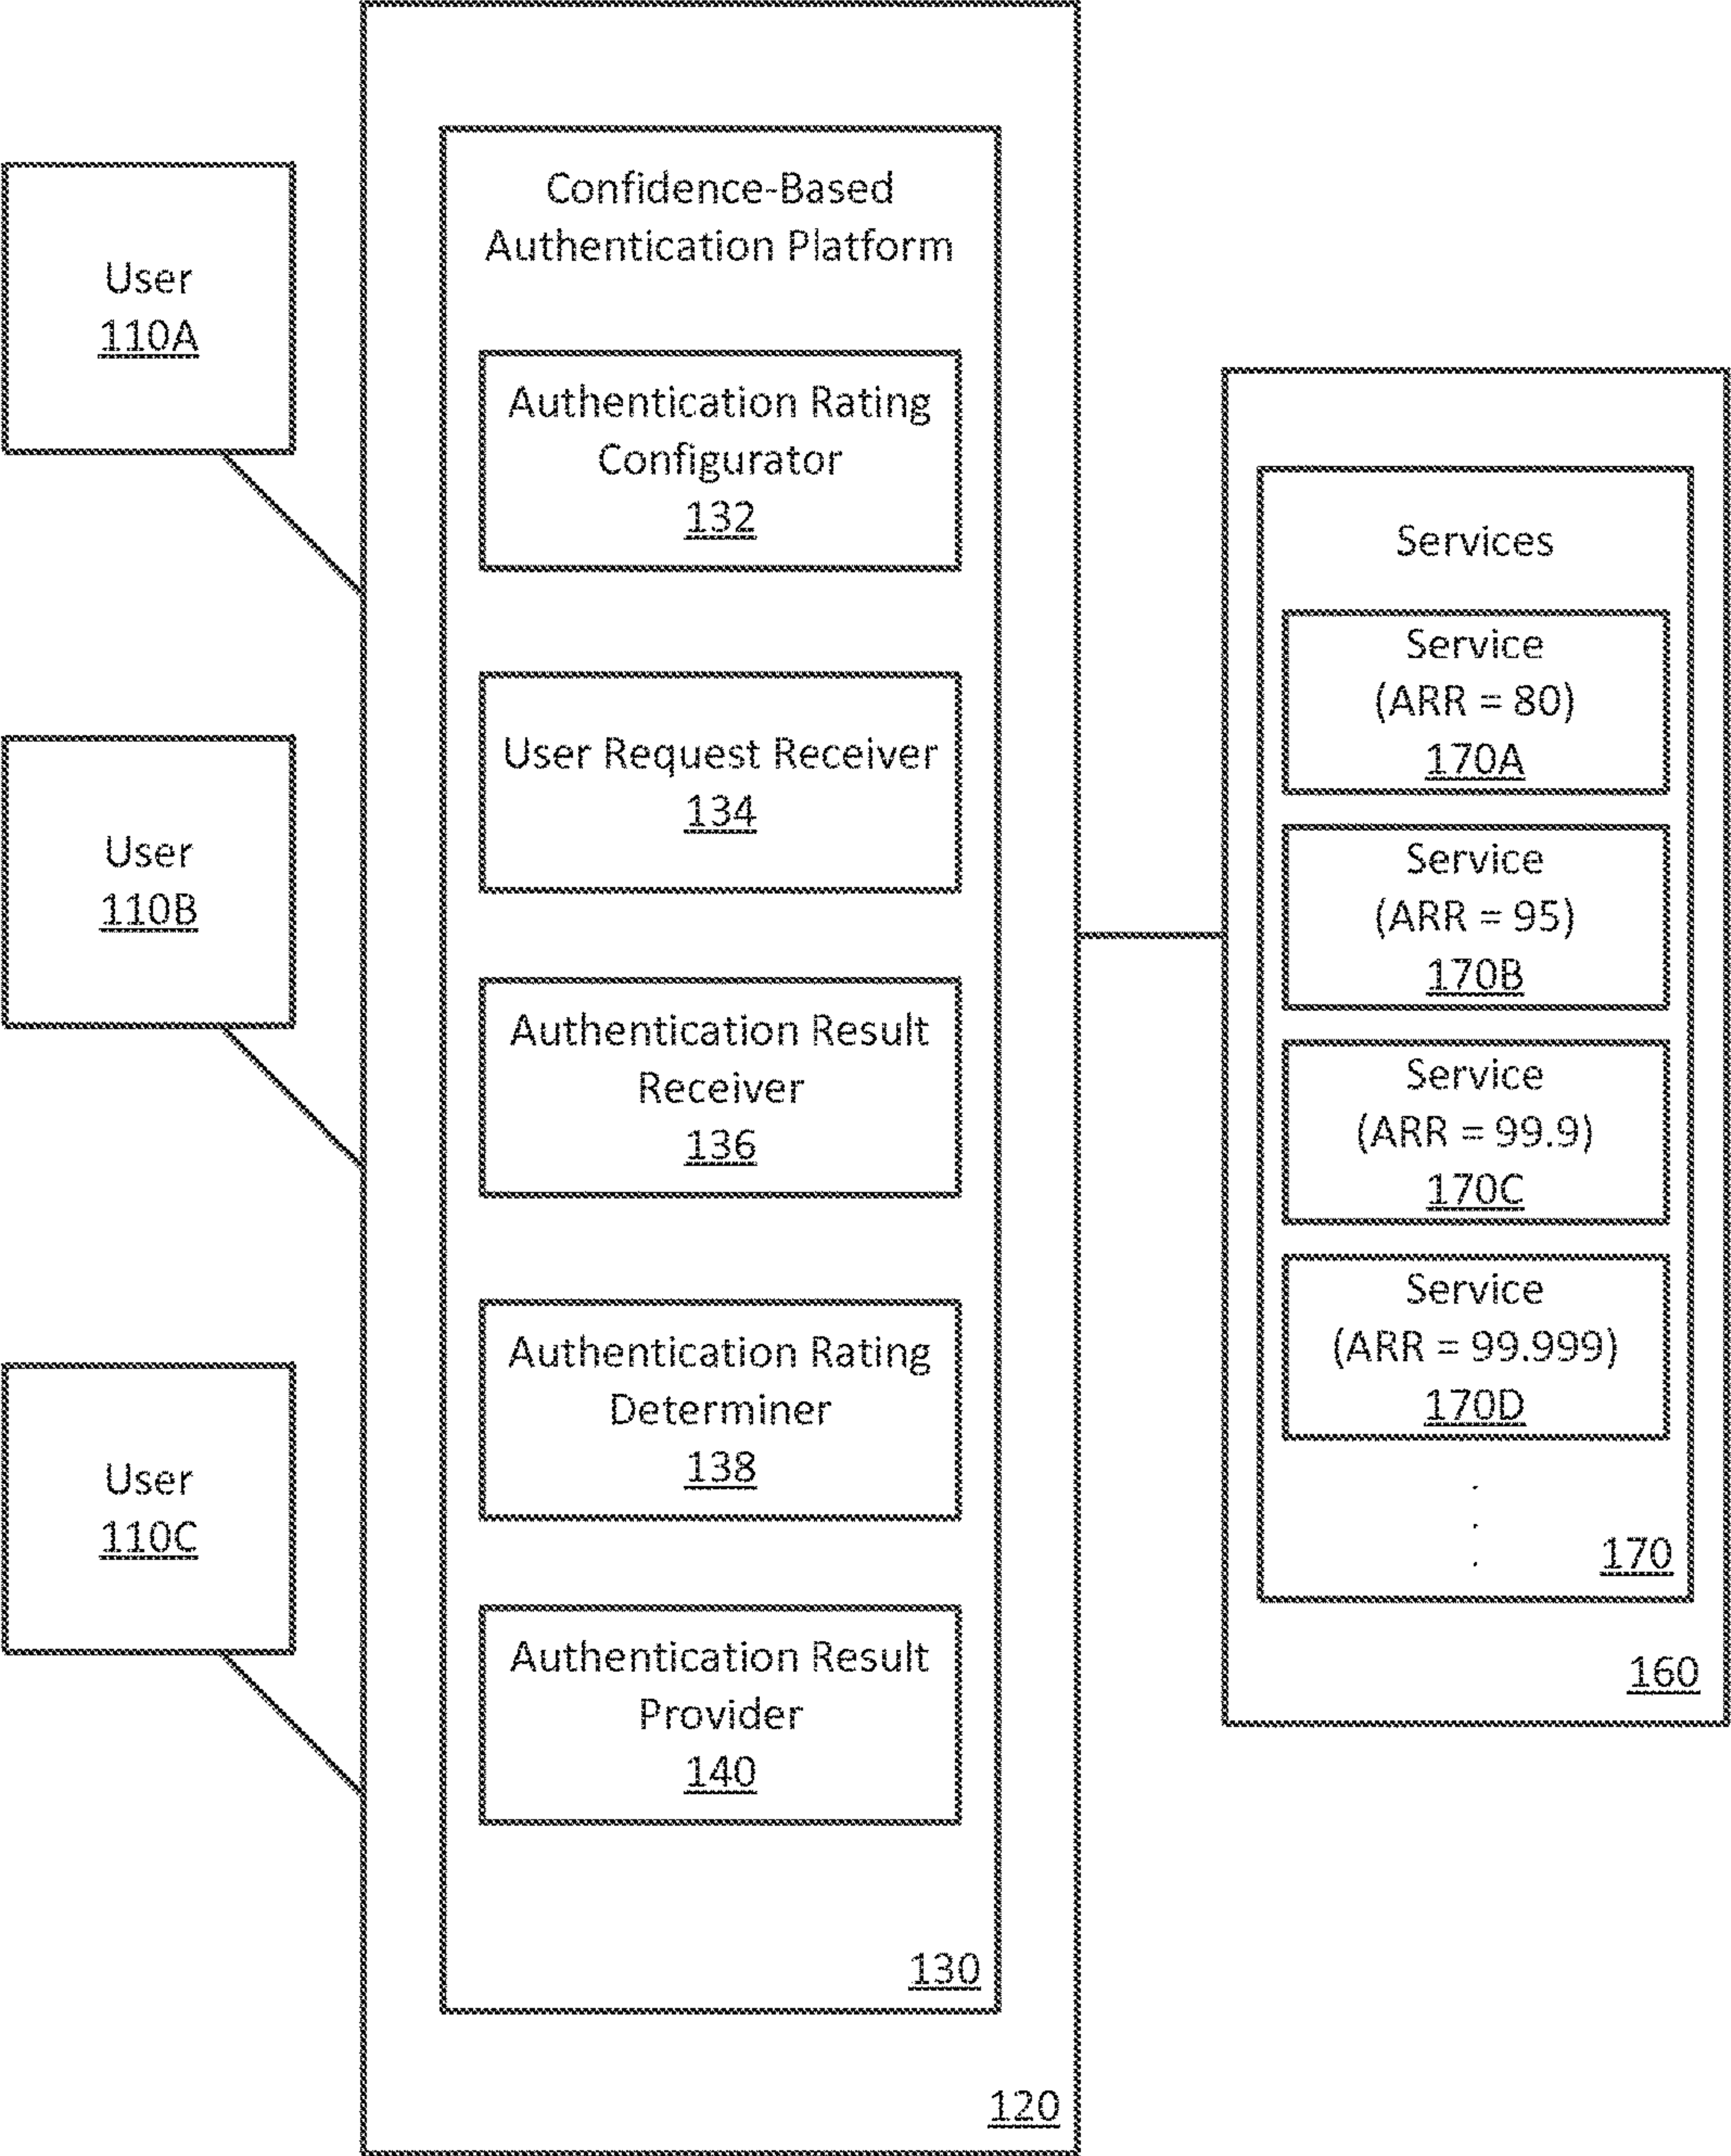 User
110A
User
110B
User
110C
Confidence-Based
Authentication Platform
Authentication Rating
Configurator
132
User Request Receiver
134
Authentication Result
Receiver
136
Authentication Rating
Determiner
138
Authentication Result
Provider
140
130
120
Services
Service
(ARR = 80)
170A
Service
(ARR = 95)
170B
Service
(ARR = 99.9)
170C
Service
(ARR = 99.999)
170D
.
.
.
170
160